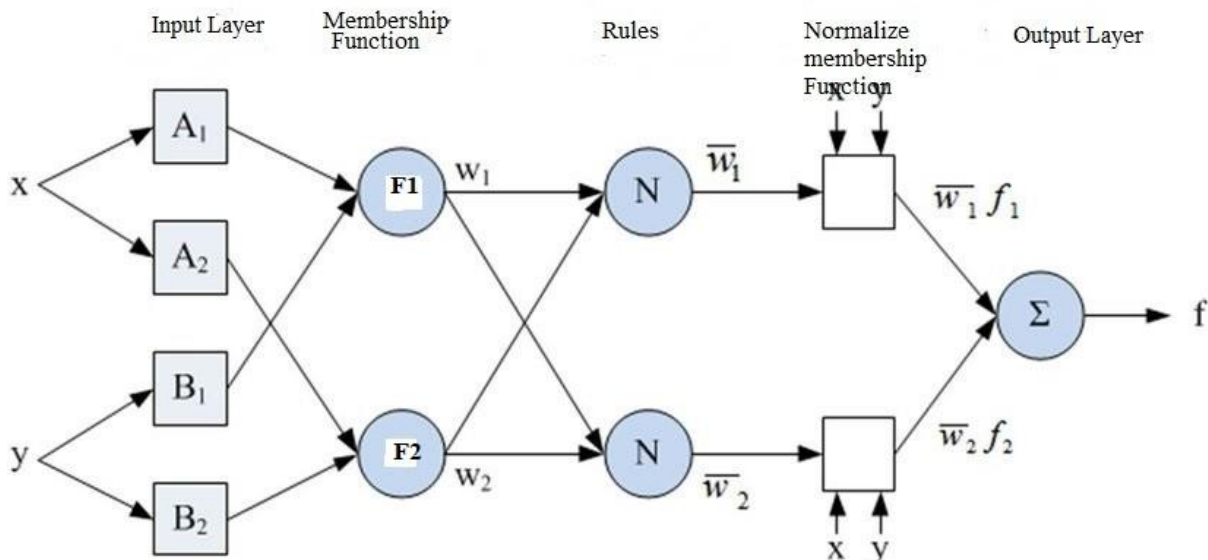 Input Layer
Membership
Function
Rules
Normalize
membership
Function
Output Layer
x y
A₁
F1
w₁
N
w̅₁
w̅₁ f₁
x
A₂
Σ
f
B₁
y
F2
w₂
N
w̅₂
w̅₂ f₂
B₂
x y